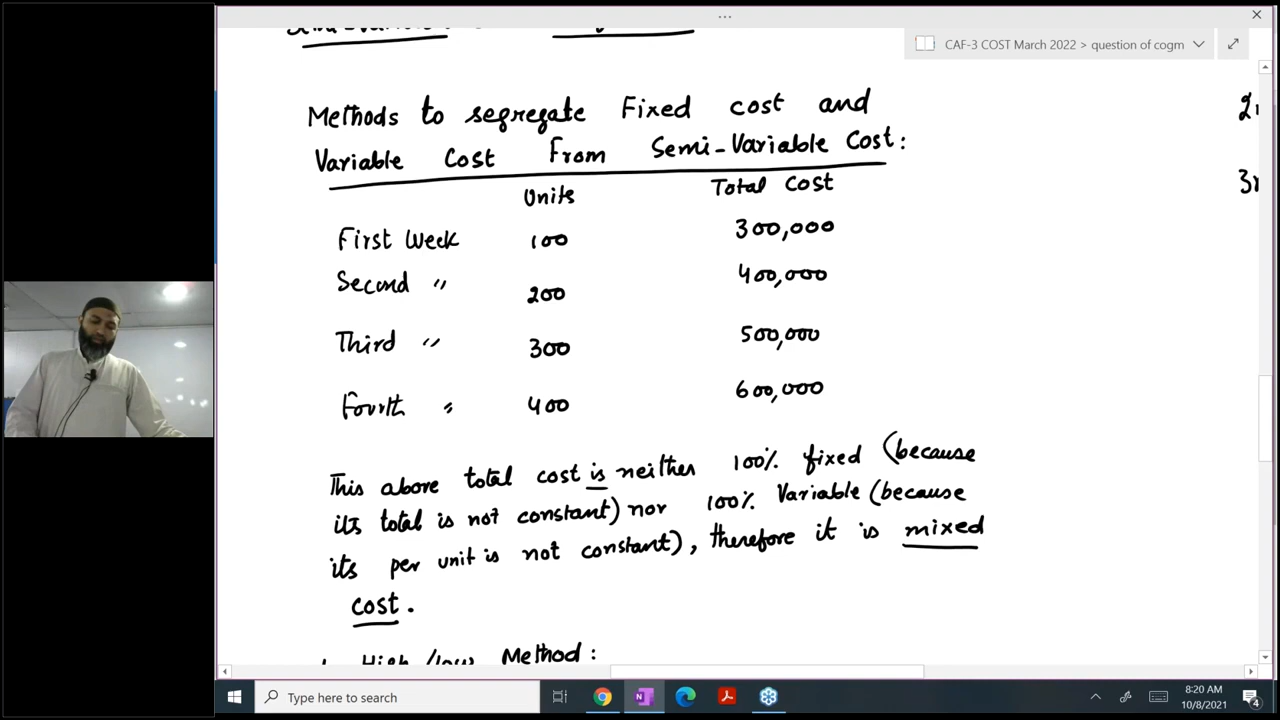 CAF-3 COST March 2022 > question of cogm
Methods to segregate Fixed cost and
Variable Cost From Semi-Variable Cost:
Units Total Cost
First Week 100 300,000
Second " 200 400,000
Third " 300 500,000
Fourth " 400 600,000
This above total cost is neither 100% fixed (because
its total is not constant) nor 100% Variable (because
its per unit is not constant), therefore it is mixed
cost.
High/low Method:
Type here to search
8:20 AM
10/8/2021
4